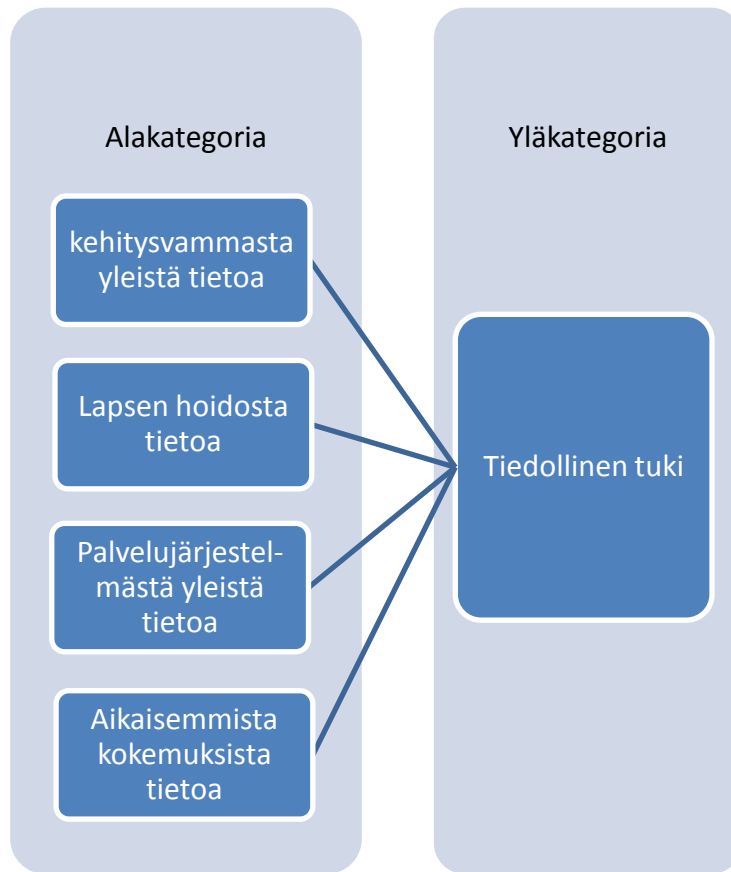 Alakategoria
kehitysvammasta
yleistä tietoa
Lapsen hoidosta
tietoa
Palvelujärjestel-
mästä yleistä
tietoa
Aikaisemmista
kokemuksista
tietoa
Yläkategoria
Tiedollinen tuki